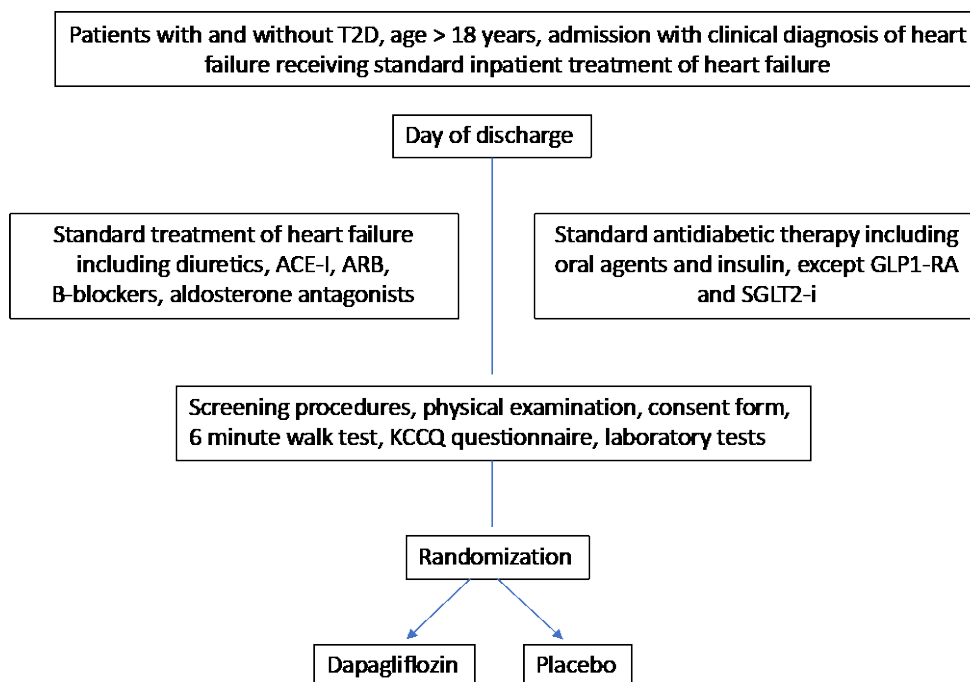 Patients with and without T2D, age > 18 years, admission with clinical diagnosis of heart
failure receiving standard inpatient treatment of heart failure
Day of discharge
Standard treatment of heart failure
including diuretics, ACE-I, ARB,
B-blockers, aldosterone antagonists
Standard antidiabetic therapy including
oral agents and insulin, except GLP1-RA
and SGLT2-i
Screening procedures, physical examination, consent form,
6 minute walk test, KCCQ questionnaire, laboratory tests
Randomization
Dapagliflozin
Placebo